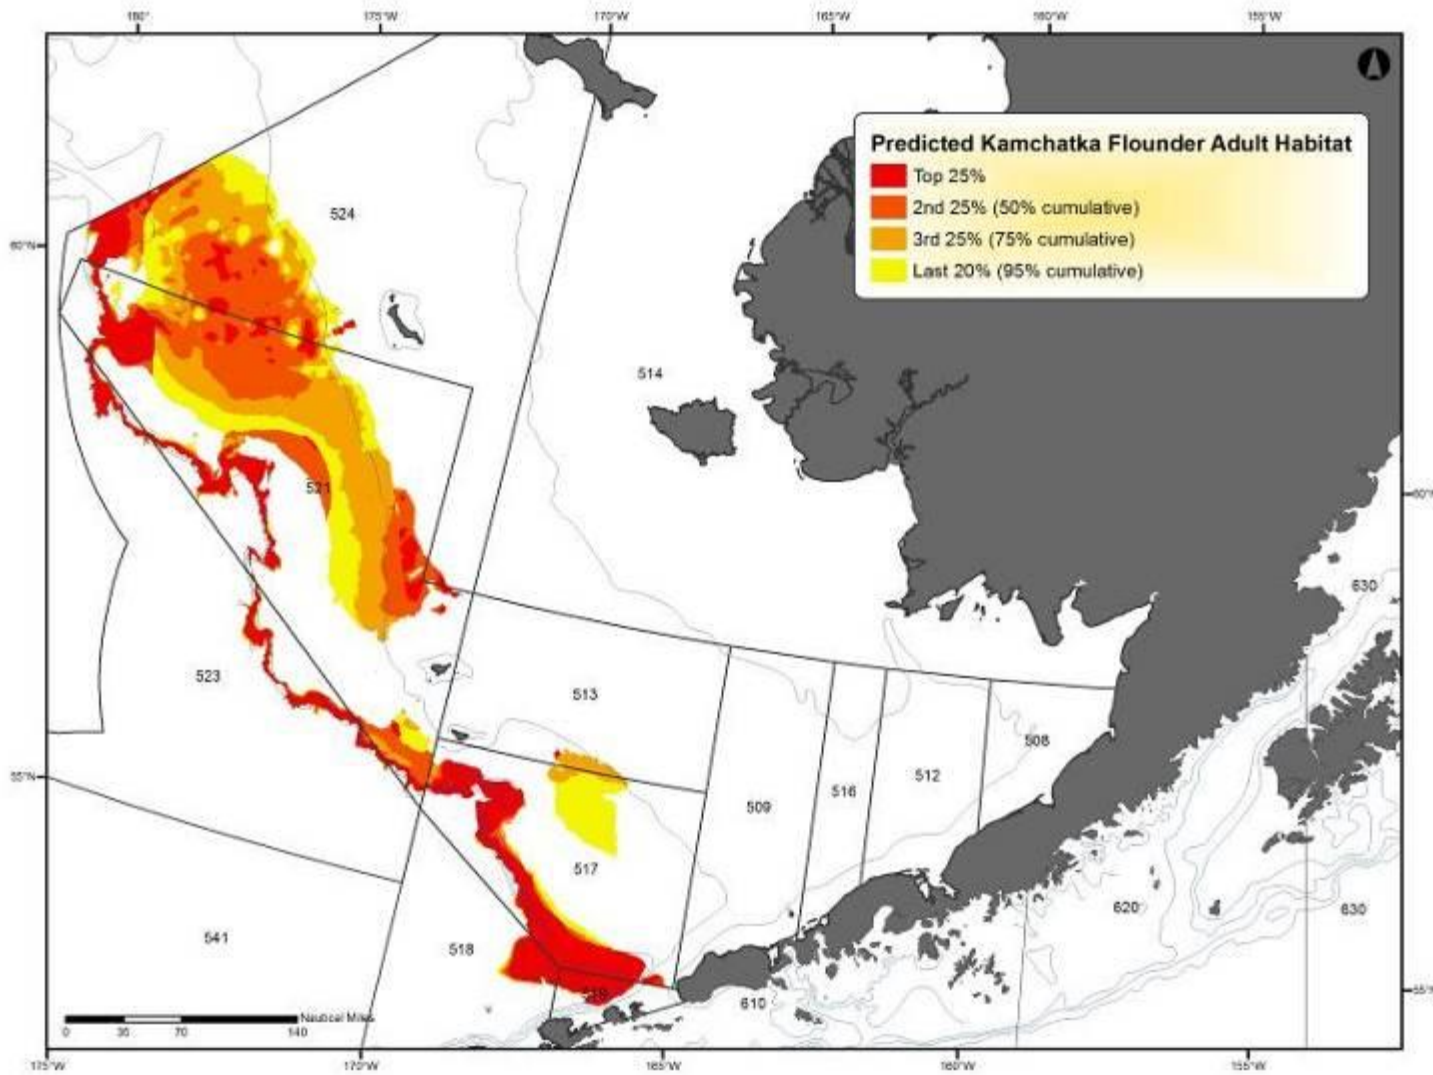 180° 175°W 170°W 165°W 160°W 155°W
Predicted Kamchatka Flounder Adult Habitat
Top 25%
2nd 25% (50% cumulative)
3rd 25% (75% cumulative)
Last 20% (95% cumulative)
524
60°N
514
521
60°N
630
523
513
508
55°N
512
516
509
517
620
630
541
518
519
610
55°N
Nautical Miles
0 35 70 140
175°W 170°W 165°W 160°W 155°W